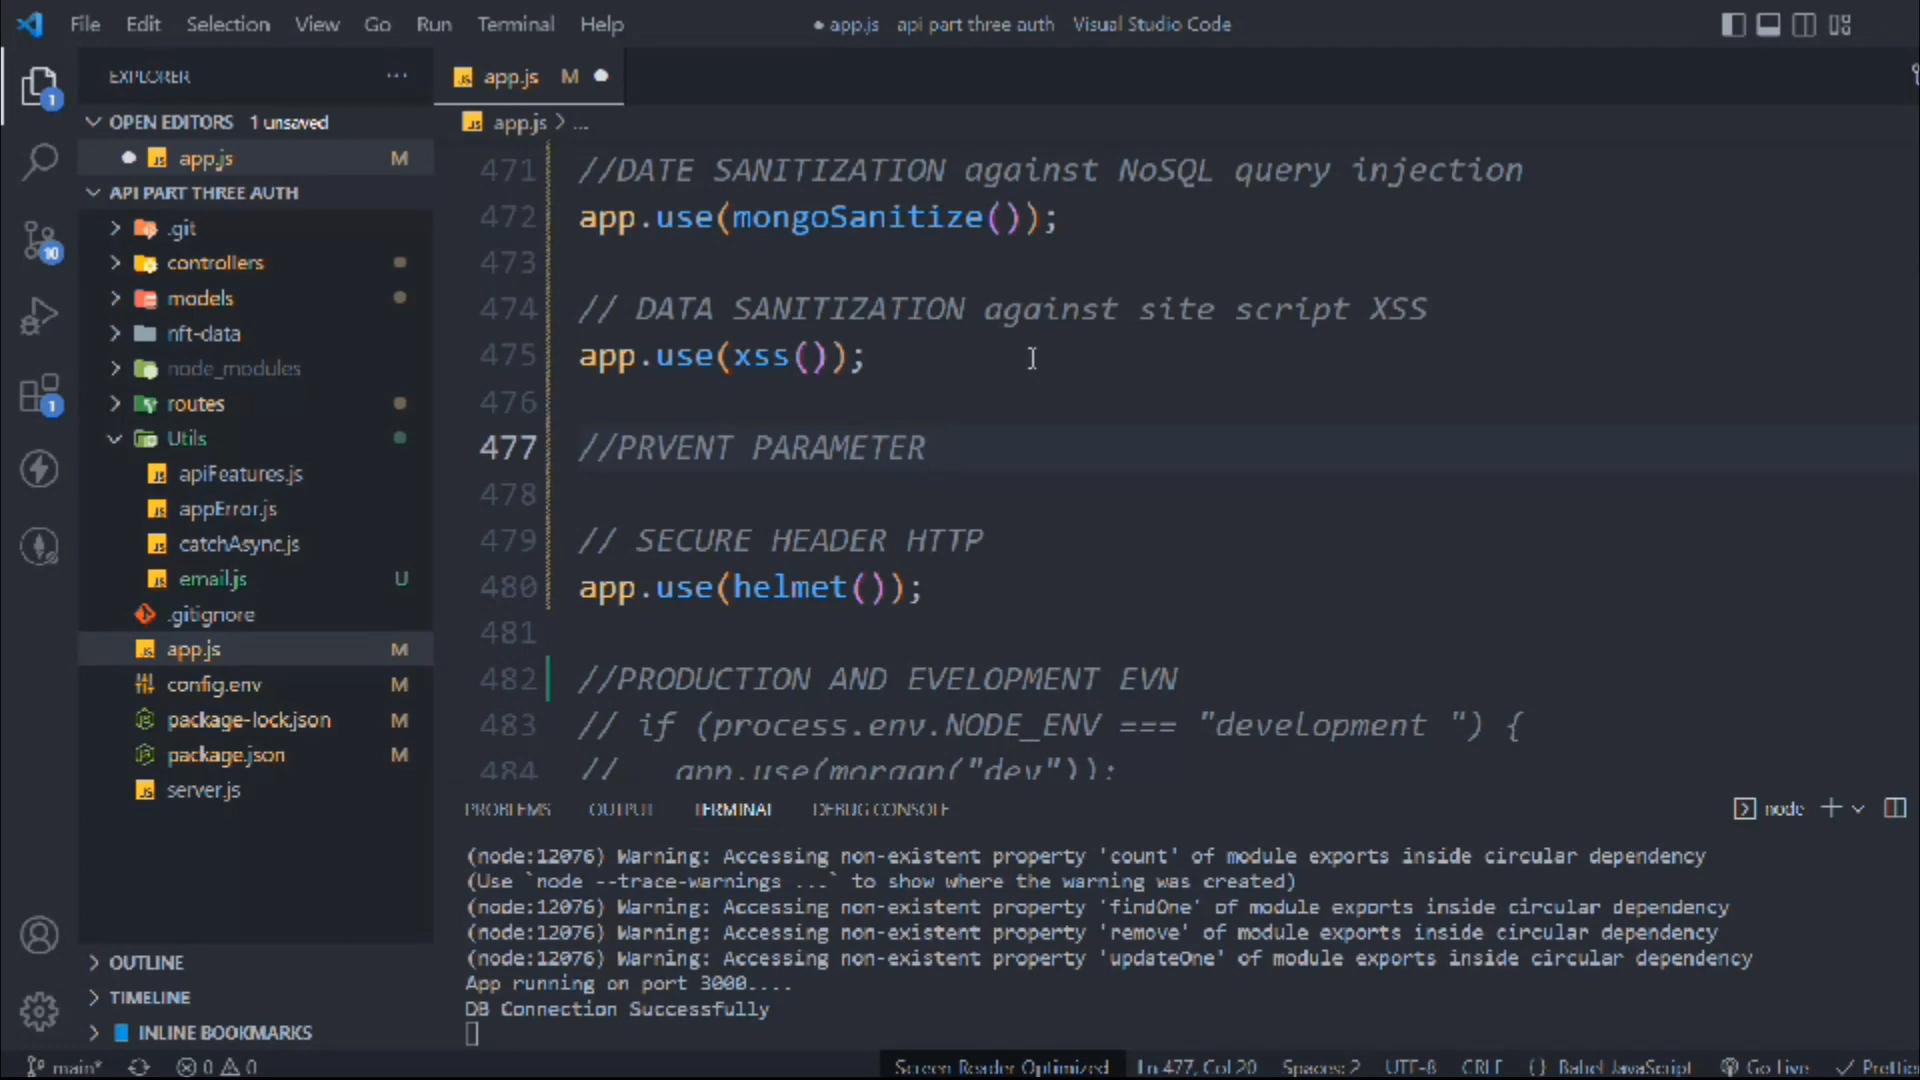 File Edit Selection View Go Run Terminal Help
● app.js api part three auth Visual Studio Code
EXPLORER ...
OPEN EDITORS 1 unsaved
app.js M
API PART THREE AUTH
.git
controllers
models
nft-data
node_modules
routes
Utils
apiFeatures.js
appError.js
catchAsync.js
email.js U
.gitignore
app.js M
config.env M
package-lock.json M
package.json M
server.js
OUTLINE
TIMELINE
INLINE BOOKMARKS
1
10
1
app.js M
app.js > ...
471 //DATE SANITIZATION against NoSQL query injection
472 app.use(mongoSanitize());
473
474 // DATA SANITIZATION against site script XSS
475 app.use(xss());
476
477 //PRVENT PARAMETER
478
479 // SECURE HEADER HTTP
480 app.use(helmet());
481
482 //PRODUCTION AND EVELOPMENT EVN
483 // if (process.env.NODE_ENV === "development ") {
484 // app.use(morgan("dev"));
PROBLEMS OUTPUT TERMINAL DEBUG CONSOLE
node
(node:12076) Warning: Accessing non-existent property 'count' of module exports inside circular dependency
(Use `node --trace-warnings ...` to show where the warning was created)
(node:12076) Warning: Accessing non-existent property 'findOne' of module exports inside circular dependency
(node:12076) Warning: Accessing non-existent property 'remove' of module exports inside circular dependency
(node:12076) Warning: Accessing non-existent property 'updateOne' of module exports inside circular dependency
App running on port 3000....
DB Connection Successfully
main* 0 0 Screen Reader Optimized Ln 477, Col 20 Spaces: 2 UTF-8 CRLF {} Babel JavaScript Go Live Prettie